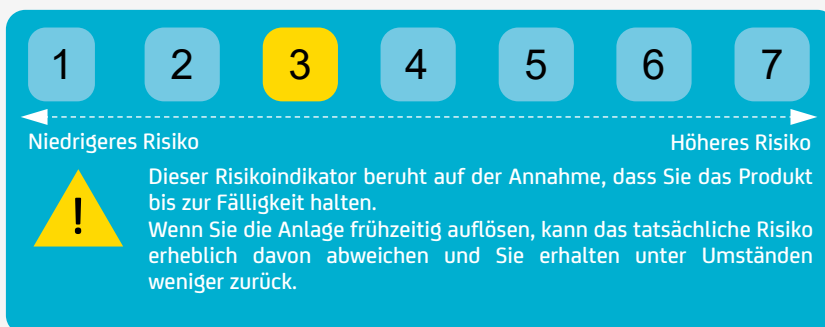 1 2 3 4 5 6 7
Niedrigeres Risiko Höheres Risiko
! Dieser Risikoindikator beruht auf der Annahme, dass Sie das Produkt
bis zur Fälligkeit halten.
Wenn Sie die Anlage frühzeitig auflösen, kann das tatsächliche Risiko
erheblich davon abweichen und Sie erhalten unter Umständen
weniger zurück.